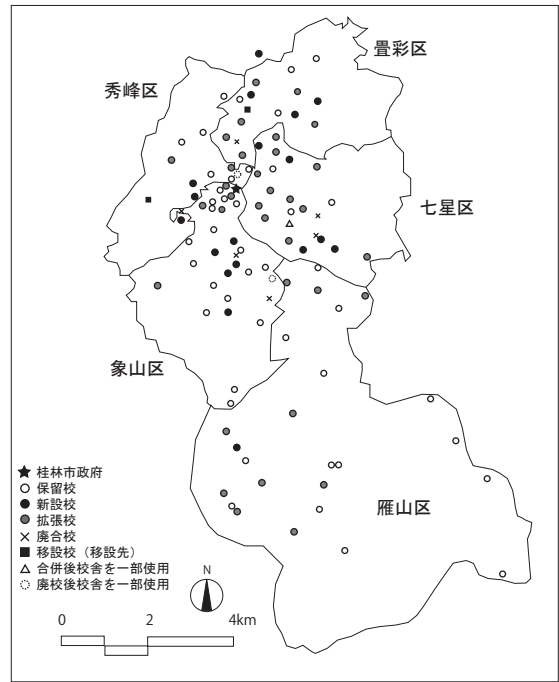 畳彩区
秀峰区
七星区
象山区
雁山区
桂林市政府
保留校
新設校
拡張校
廃合校
移設校（移設先）
合併後校舎を一部使用
廃校後校舎を一部使用
N
0 2 4km